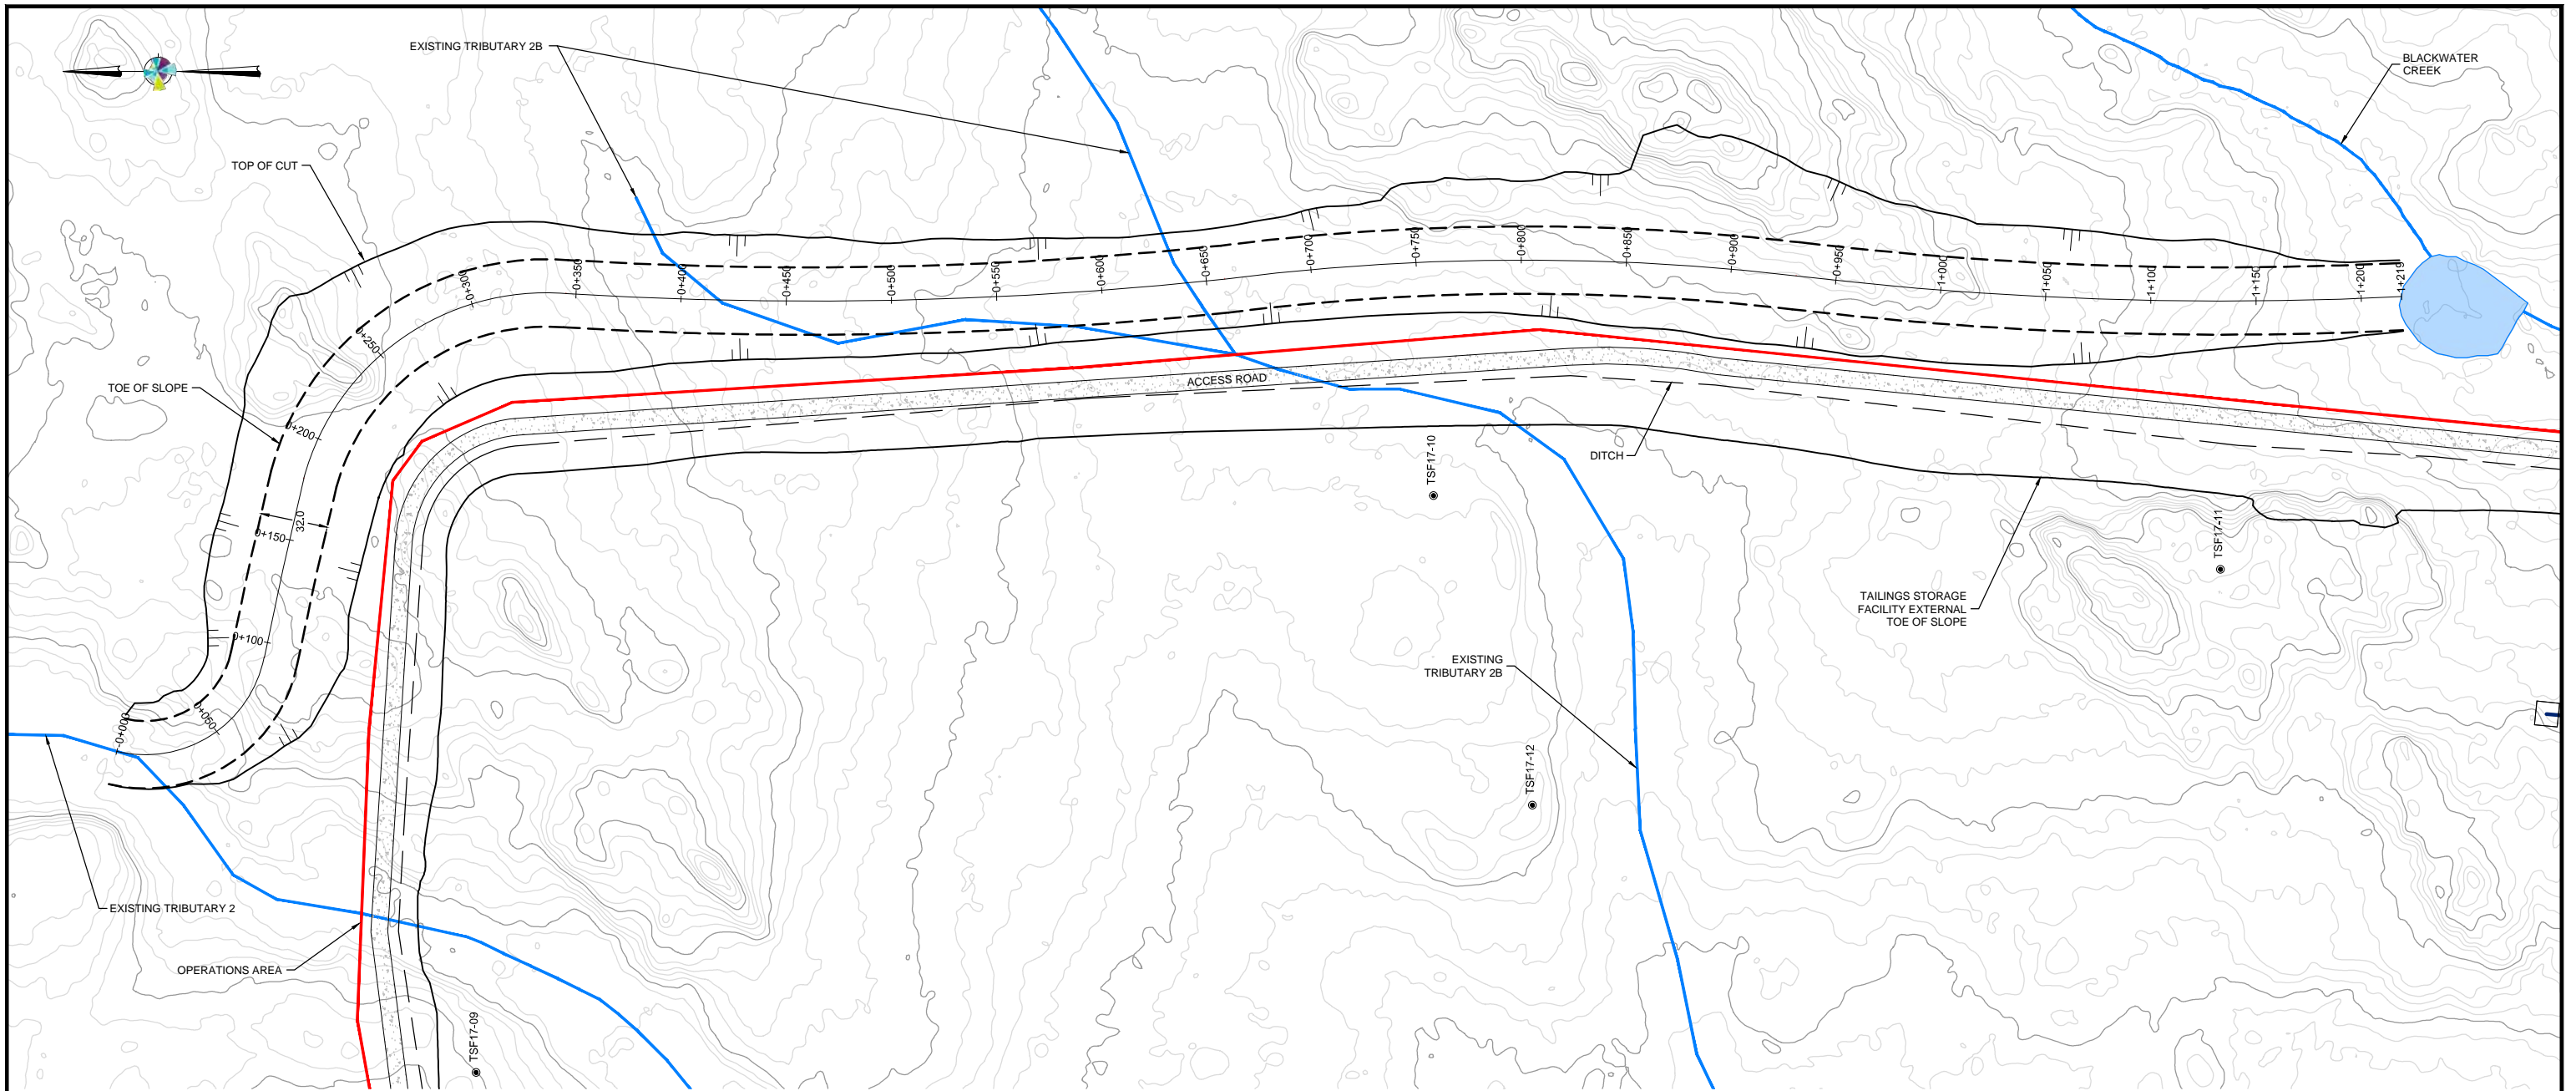 EXISTING TRIBUTARY 2B
BLACKWATER
CREEK
TOP OF CUT
TOE OF SLOPE
0+000
0+050
0+100
0+150
32.0
0+200
0+250
0+300
0+350
0+400
0+450
0+500
0+550
0+600
0+650
0+700
0+750
0+800
0+850
0+900
0+950
1+000
1+050
1+100
1+150
1+200
1+219
ACCESS ROAD
DITCH
TSF17-10
TSF17-11
TAILINGS STORAGE
FACILITY EXTERNAL
TOE OF SLOPE
EXISTING
TRIBUTARY 2B
TSF17-12
EXISTING TRIBUTARY 2
OPERATIONS AREA
TSF17-09